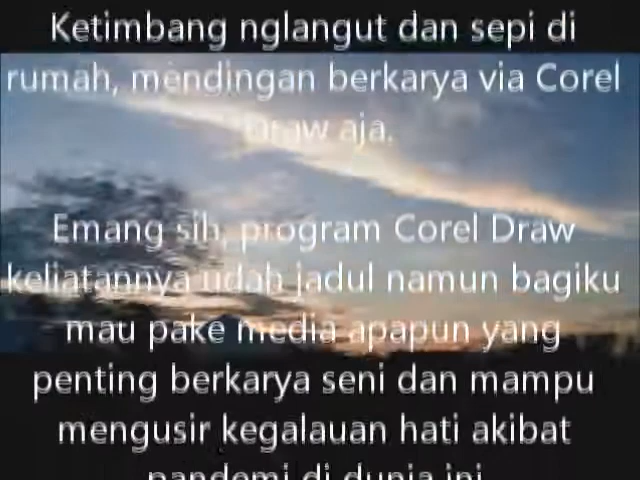 Ketimbang nglangut dan sepi di
rumah, mendingan berkarya via Corel
Draw aja.
Emang sih, program Corel Draw
keliatannya udah jadul namun bagiku
mau pake media apapun yang
penting berkarya seni dan mampu
mengusir kegalauan hati akibat
pandemi di dunia ini